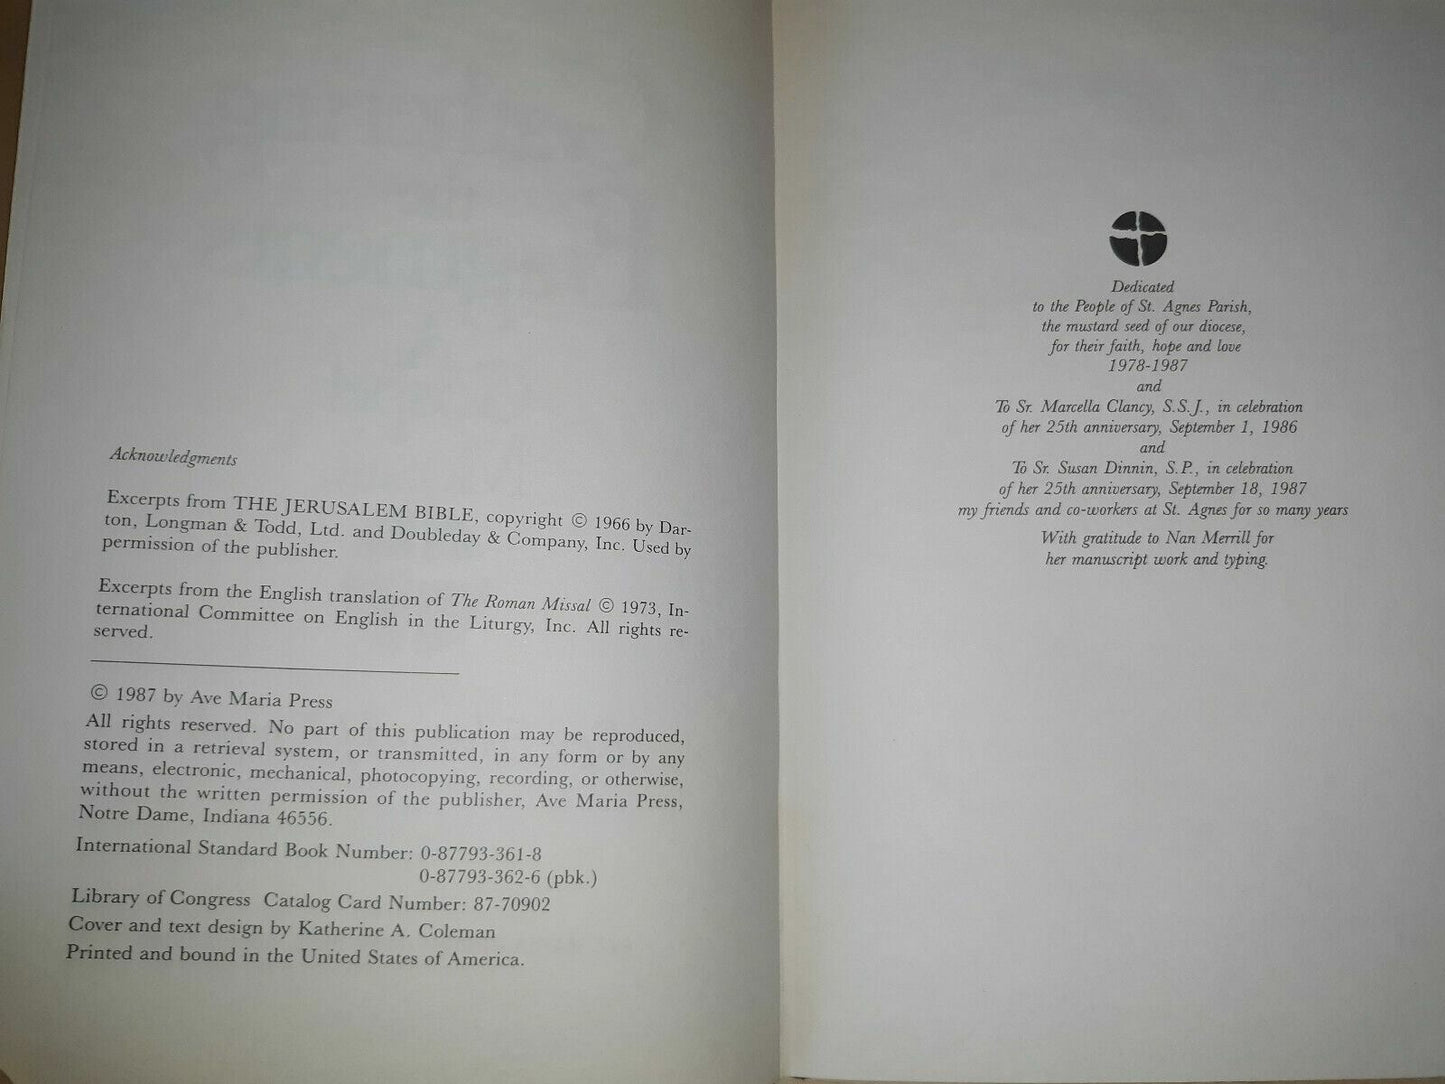 Acknowledgments
Excerpts from THE JERUSALEM BIBLE, copyright © 1966 by Dar-
ton, Longman & Todd, Ltd. and Doubleday & Company, Inc. Used by
permission of the publisher.
Excerpts from the English translation of The Roman Missal © 1973, In-
ternational Committee on English in the Liturgy, Inc. All rights re-
served.
© 1987 by Ave Maria Press
All rights reserved. No part of this publication may be reproduced,
stored in a retrieval system, or transmitted, in any form or by any
means, electronic, mechanical, photocopying, recording, or otherwise,
without the written permission of the publisher, Ave Maria Press,
Notre Dame, Indiana 46556.
International Standard Book Number: 0-87793-361-8
0-87793-362-6 (pbk.)
Library of Congress Catalog Card Number: 87-70902
Cover and text design by Katherine A. Coleman
Printed and bound in the United States of America.
Dedicated
to the People of St. Agnes Parish,
the mustard seed of our diocese,
for their faith, hope and love
1978-1987
and
To Sr. Marcella Clancy, S.S.J., in celebration
of her 25th anniversary, September 1, 1986
and
To Sr. Susan Dinnin, S.P., in celebration
of her 25th anniversary, September 18, 1987
my friends and co-workers at St. Agnes for so many years
With gratitude to Nan Merrill for
her manuscript work and typing.